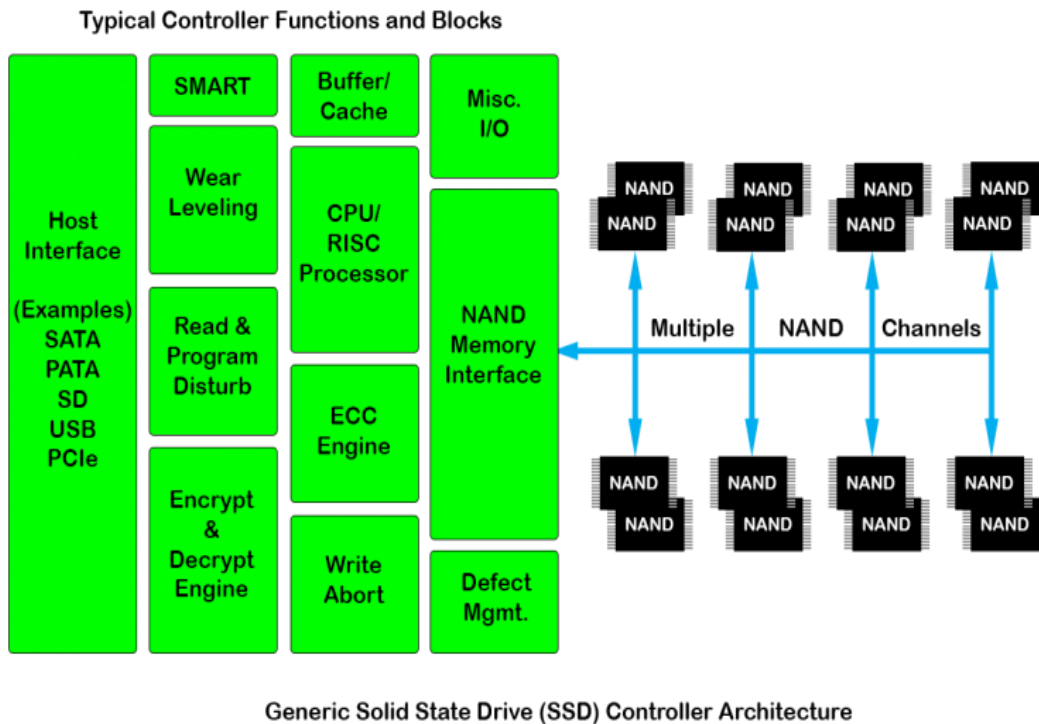 Typical Controller Functions and Blocks
Host
Interface
(Examples)
SATA
PATA
SD
USB
PCIe
SMART
Wear
Leveling
Read &
Program
Disturb
Encrypt
&
Decrypt
Engine
Buffer/
Cache
CPU/
RISC
Processor
ECC
Engine
Write
Abort
Misc.
I/O
NAND
Memory
Interface
Defect
Mgmt.
NAND
NAND
NAND
NAND
NAND
NAND
NAND
NAND
Multiple NAND Channels
NAND
NAND
NAND
NAND
NAND
NAND
NAND
NAND
Generic Solid State Drive (SSD) Controller Architecture